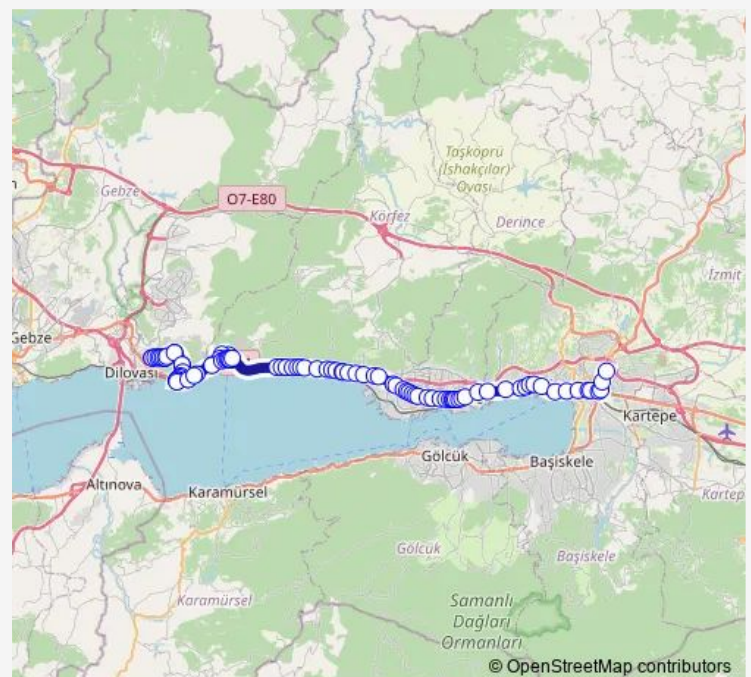 Taşköprü
(İshakçılar)
Ovası
Gebze
O7-E80
Körfez
Derince
İzmit
Gebze
Dilovası
Kartepe
Gölcük
Başiskele
Altınova
Karamürsel
Kartep
Gölcük
Başiskele
Karamürsel
Samanlı
Dağları
Ormanları
© OpenStreetMap contributors